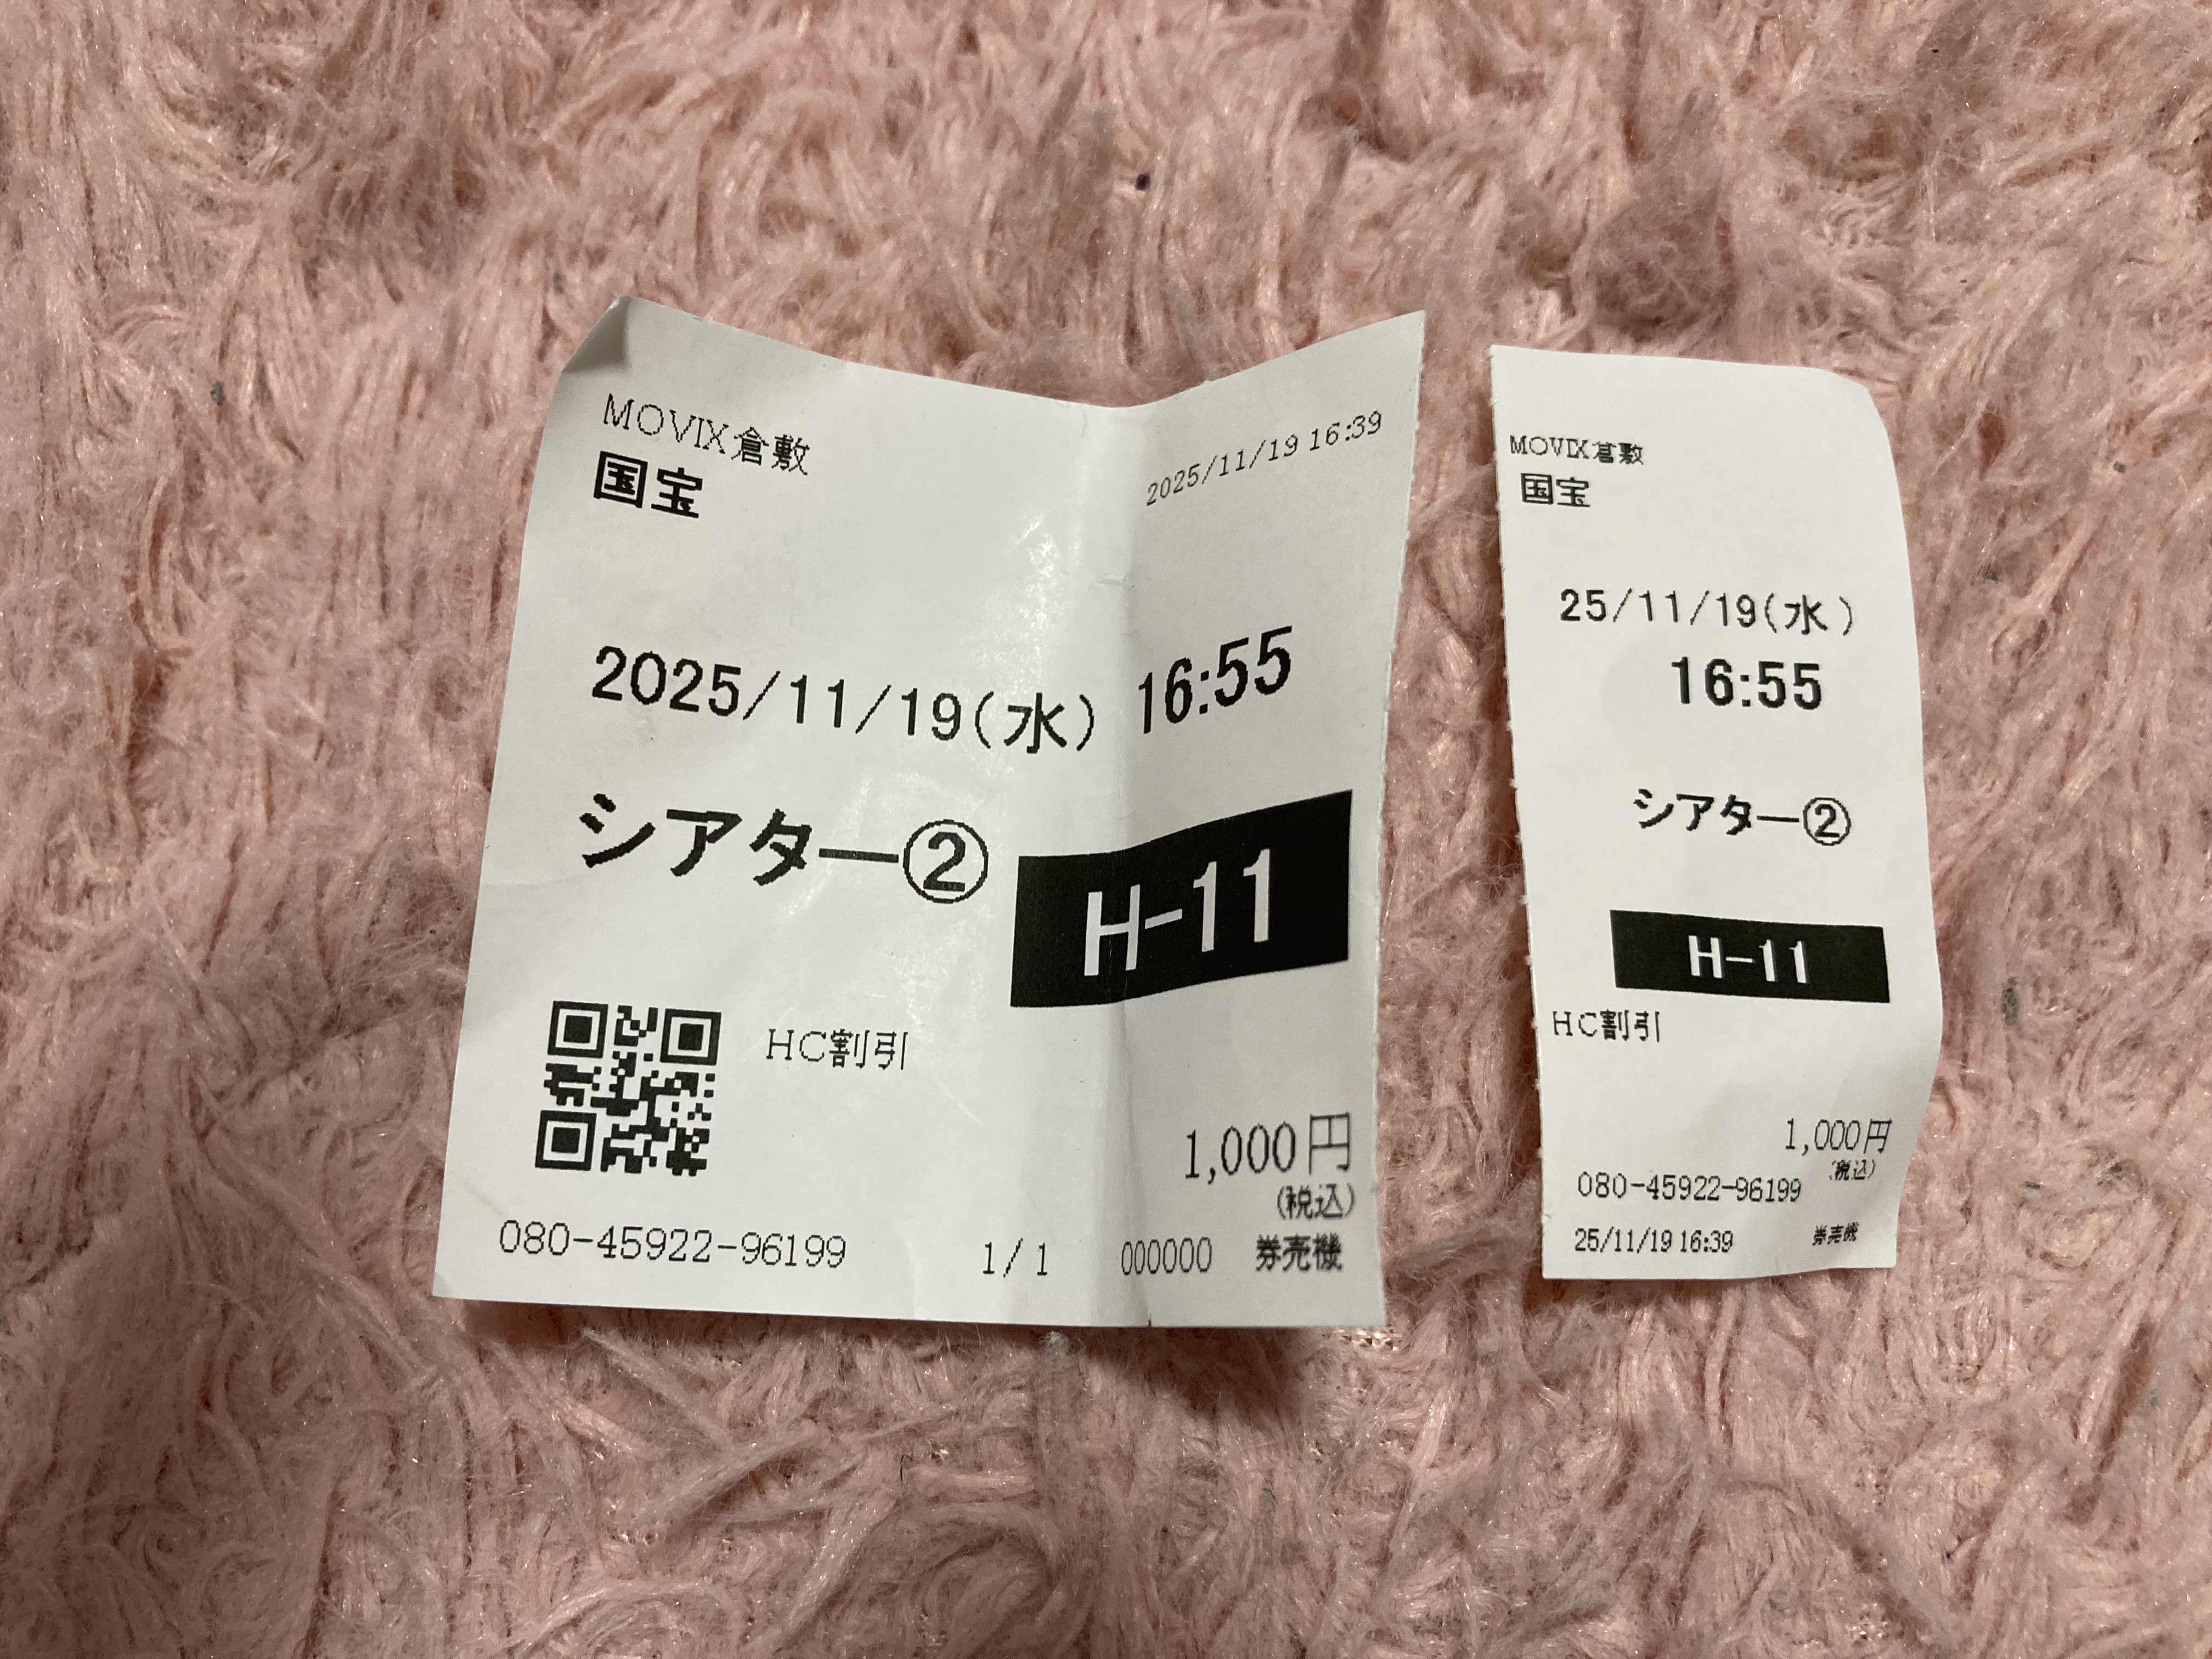 MOVIX倉敷
2025/11/19 16:39
国宝
2025/11/19(水) 16:55
シアター②
H-11
HC割引
1,000円
(税込)
080-45922-96199 1/1 000000 券売機
MOVIX倉敷
国宝
25/11/19(水)
16:55
シアター②
H-11
HC割引
1,000円
(税込)
080-45922-96199
25/11/19 16:39 券売機